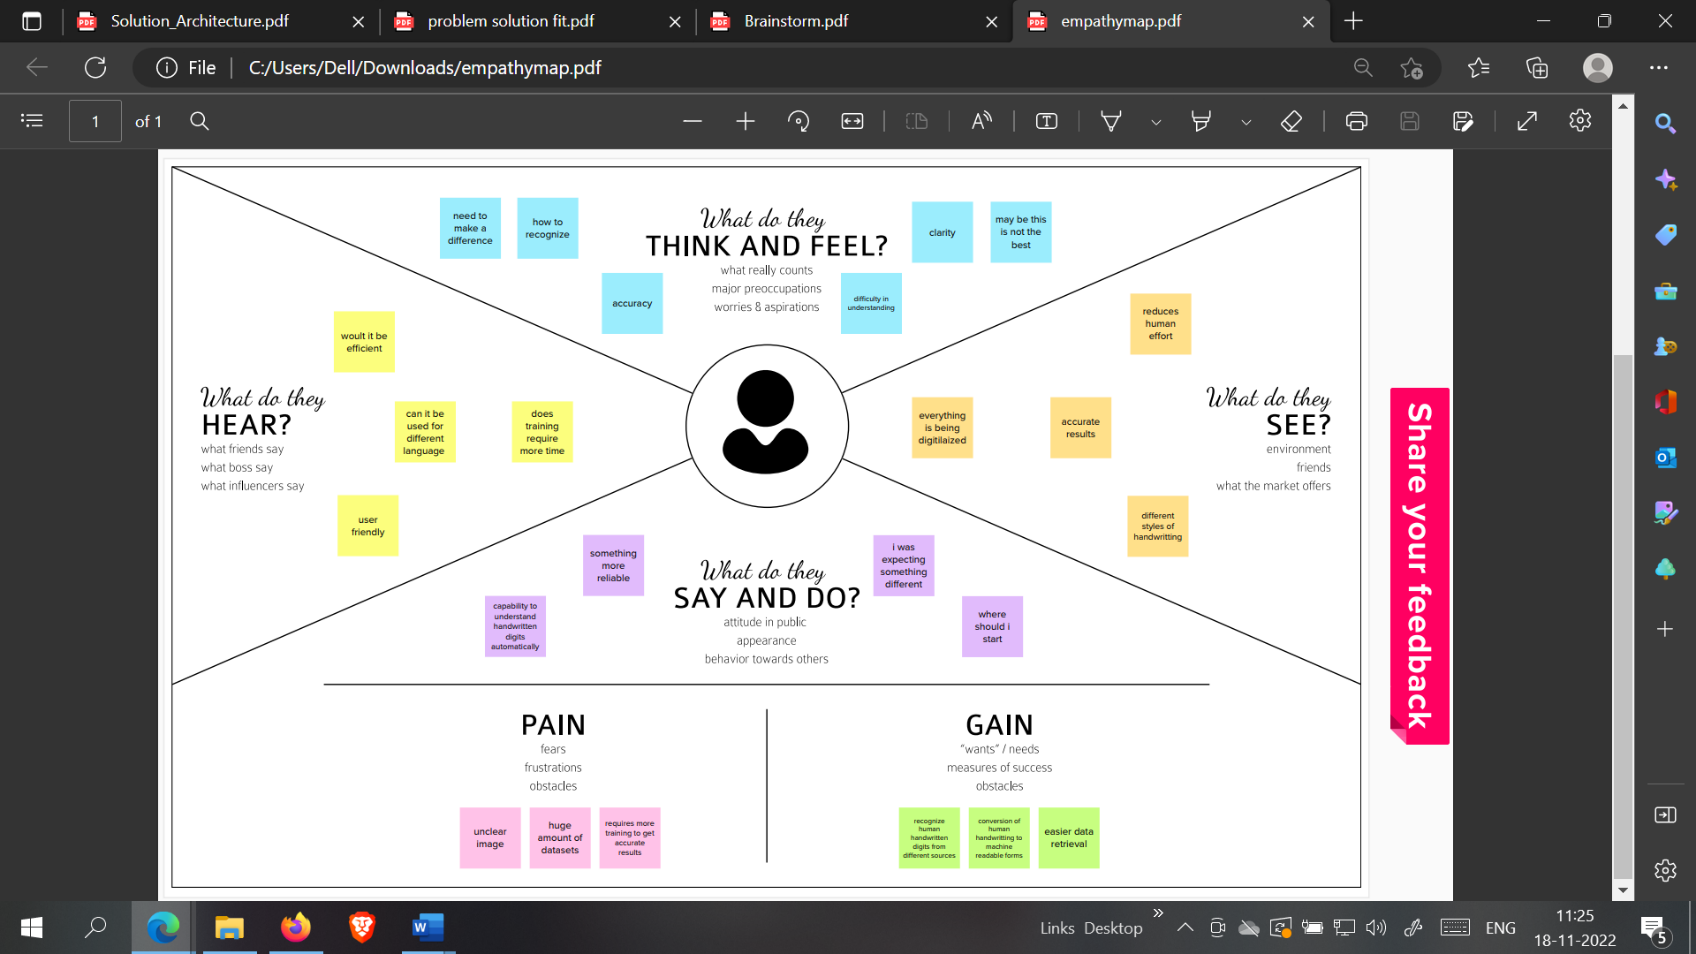 Solution_Architecture.pdf
problem solution fit.pdf
Brainstorm.pdf
empathymap.pdf
File
C:/Users/Dell/Downloads/empathymap.pdf
1
of 1
need to
make a
difference
how to
recognize
What do they
THINK AND FEEL?
what really counts
major preoccupations
worries & aspirations
clarity
may be this
is not the
best
accuracy
difficulty in
understanding
woult it be
efficient
What do they
HEAR?
what friends say
what boss say
what influencers say
can it be
used for
different
language
does
training
require
more time
user
friendly
reduces
human
effort
everything
is being
digitilaized
accurate
results
What do they
SEE?
environment
friends
what the market offers
different
styles of
handwritting
something
more
reliable
capability to
understand
handwritten
digits
automatically
What do they
SAY AND DO?
attitude in public
appearance
behavior towards others
i was
expecting
something
different
where
should i
start
Share your feedback
PAIN
fears
frustrations
obstacles
unclear
image
huge
amount of
datasets
requires more
training to get
accurate
results
GAIN
“wants” / needs
measures of success
obstacles
recognize
human
handwritten
digits from
different sources
conversion of
human
handwritting to
machine
readable forms
easier data
retrieval
Links
Desktop
ENG
11:25
18-11-2022
5